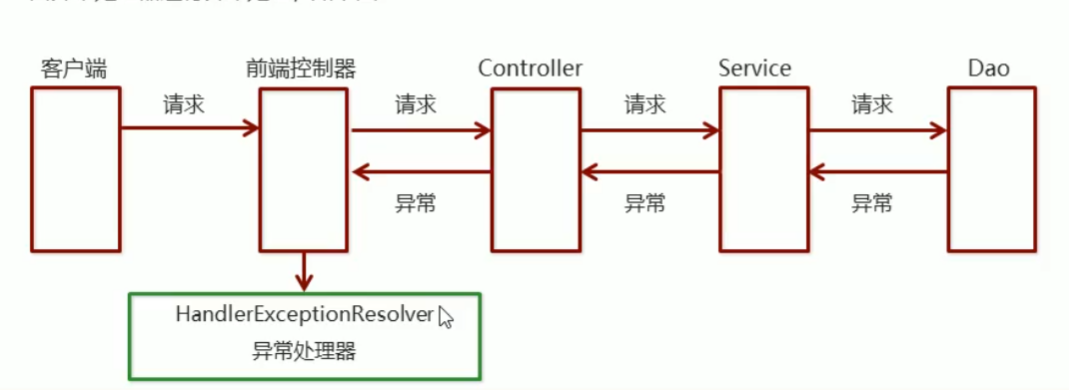 客户端
前端控制器
Controller
Service
Dao
请求
请求
请求
请求
异常
异常
异常
HandlerExceptionResolver
异常处理器